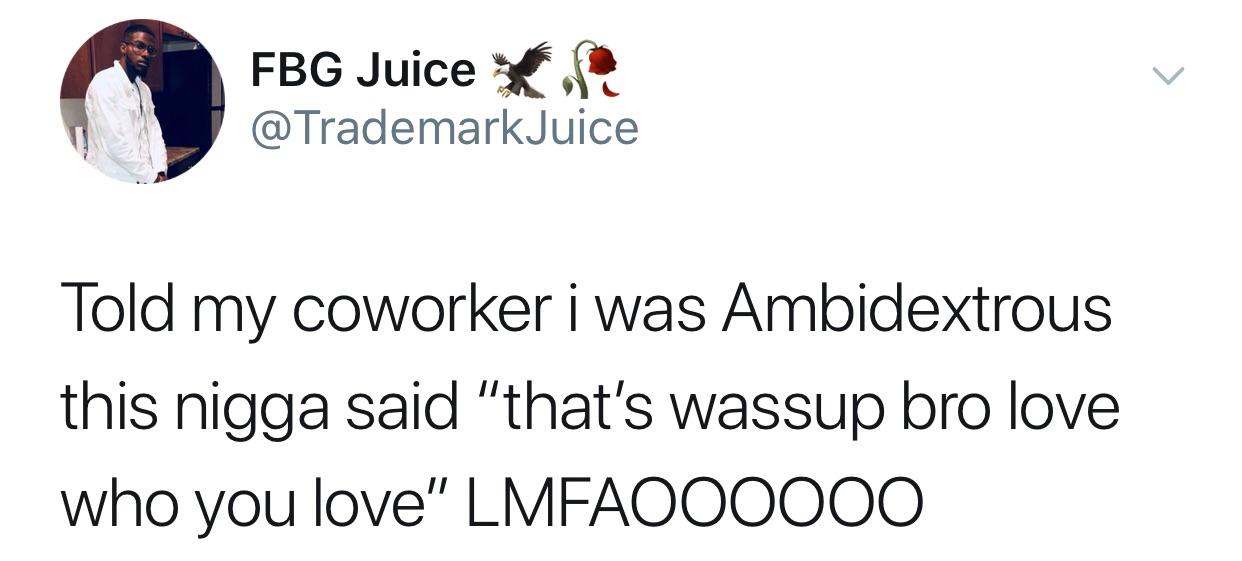 FBG Juice 🦅🥀
@TrademarkJuice
Told my coworker i was Ambidextrous
this nigga said “that’s wassup bro love
who you love” LMFAOOOOOO